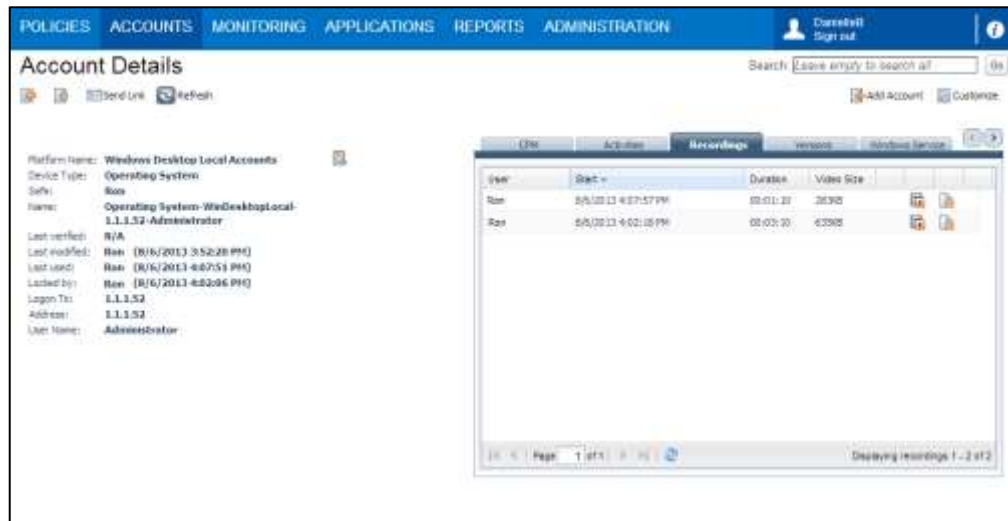 POLICIES ACCOUNTS MONITORING APPLICATIONS REPORTS ADMINISTRATION
Sign out
Account Details
Search: Leave empty to search all Go
Send Link Refresh
Add Account Customize
CPM Activities Recordings Versions Windows Service
Platform Name: Windows Desktop Local Accounts
Device Type: Operating System
Safe: Ron
Name: Operating System-WinDesktopLocal-
1.1.1.52-Administrator
Last verified: N/A
Last modified: Ron (8/6/2013 3:52:20 PM)
Last used: Ron (8/6/2013 4:07:51 PM)
Locked by: Ron (8/6/2013 4:02:06 PM)
Logon To: 1.1.1.52
Address: 1.1.1.52
User Name: Administrator
User Start Duration Video Size
Ron 8/6/2013 4:07:57 PM 00:01:10
Ron 8/6/2013 4:02:18 PM 00:03:10
Page 1 of 1
Displaying recordings 1 - 2 of 2